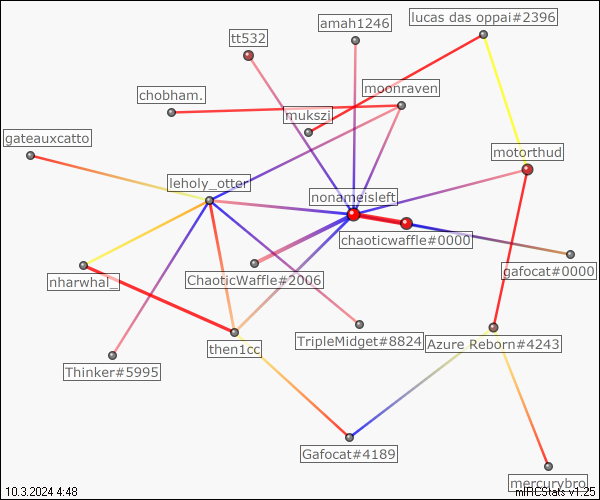 lucas das oppai#2396
amah1246
tt532
moonraven
chobham.
mukszi
gateauxcatto
motorthud
leholy_otter
nonameisleft
chaoticwaffle#0000
gafocat#0000
ChaoticWaffle#2006
nharwhal_
TripleMidget#8824
Azure Reborn#4243
then1cc
Thinker#5995
Gafocat#4189
mercurybro
10.3.2024 4:48
mIRCStats v1.25